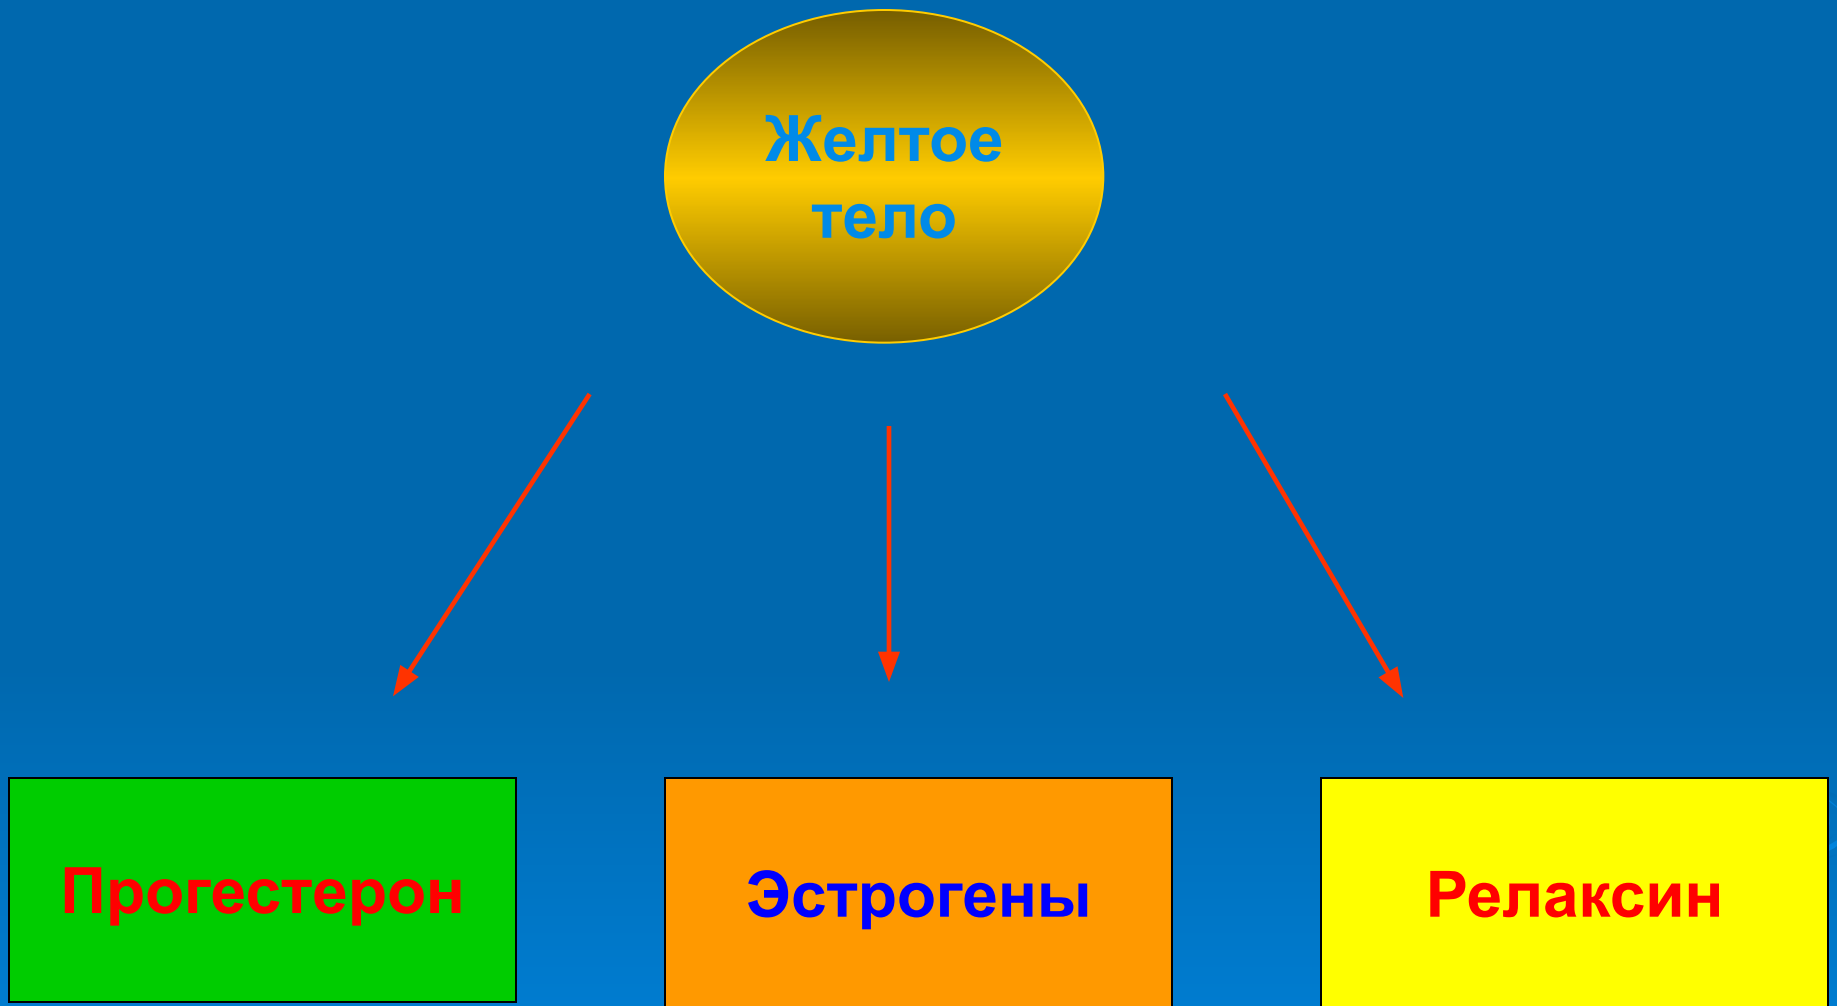 Желтое
тело
Прогестерон
Эстрогены
Релаксин